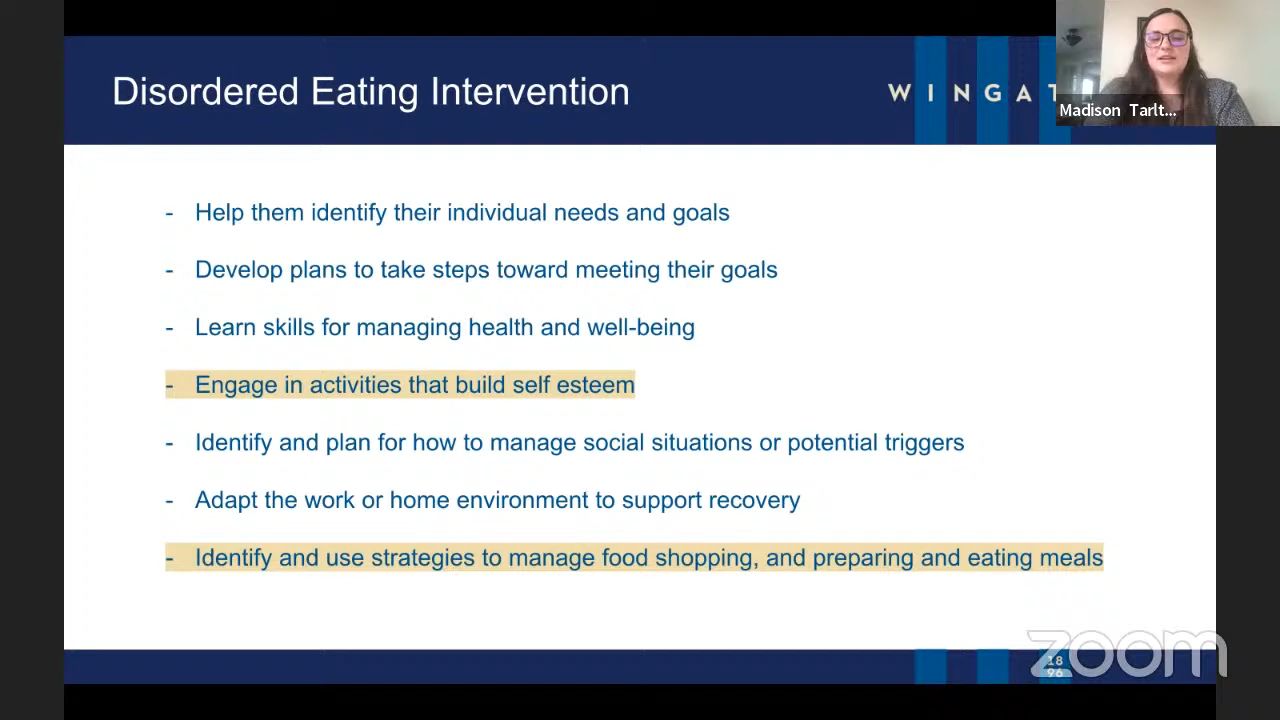 Disordered Eating Intervention
WINGAT
Madison Tarlt...
- Help them identify their individual needs and goals
- Develop plans to take steps toward meeting their goals
- Learn skills for managing health and well-being
- Engage in activities that build self esteem
- Identify and plan for how to manage social situations or potential triggers
- Adapt the work or home environment to support recovery
- Identify and use strategies to manage food shopping, and preparing and eating meals
zoom
18
96